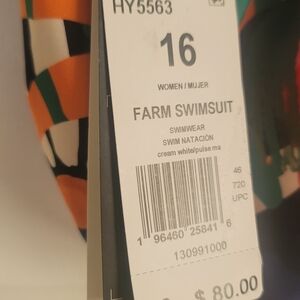 HY5563
16
WOMEN / MUJER
FARM SWIMSUIT
SWIMWEAR
SWIM NATACIÓN
cream white/pulse ma
46
720
UPC
1 96460 25841 6
130991000
$ 80.00